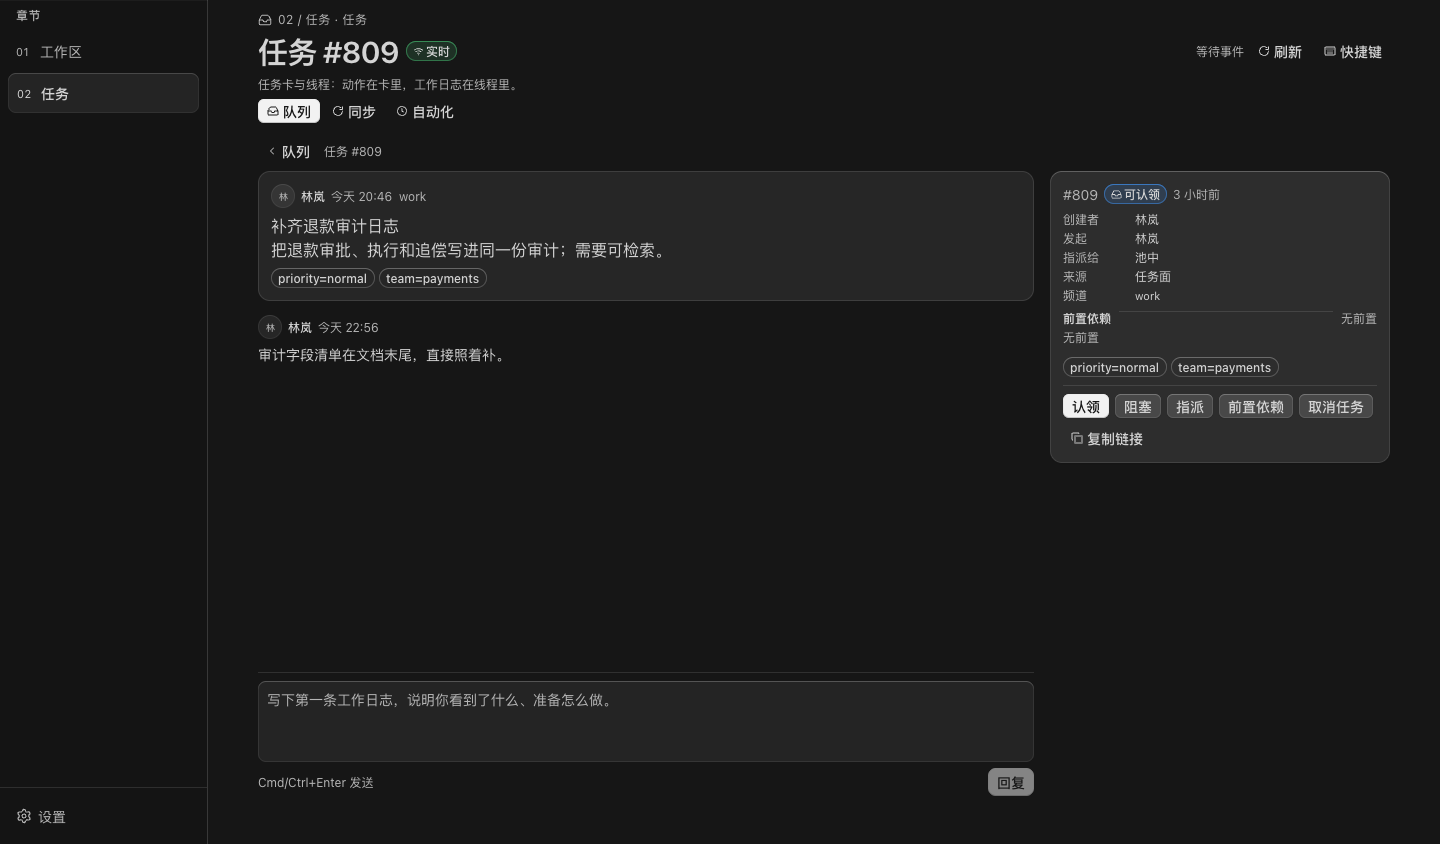 章节
01 工作区
02 任务
设置
02 / 任务 · 任务
任务 #809 实时
等待事件 刷新 快捷键
任务卡与线程：动作在卡里，工作日志在线程里。
队列 同步 自动化
队列 任务 #809
林 林岚 今天 20:46 work
补齐退款审计日志
把退款审批、执行和追偿写进同一份审计；需要可检索。
priority=normal team=payments
林 林岚 今天 22:56
审计字段清单在文档末尾，直接照着补。
写下第一条工作日志，说明你看到了什么、准备怎么做。
Cmd/Ctrl+Enter 发送 回复
#809 可认领 3 小时前
创建者 林岚
发起 林岚
指派给 池中
来源 任务面
频道 work
前置依赖 无前置
无前置
priority=normal team=payments
认领 阻塞 指派 前置依赖 取消任务
复制链接